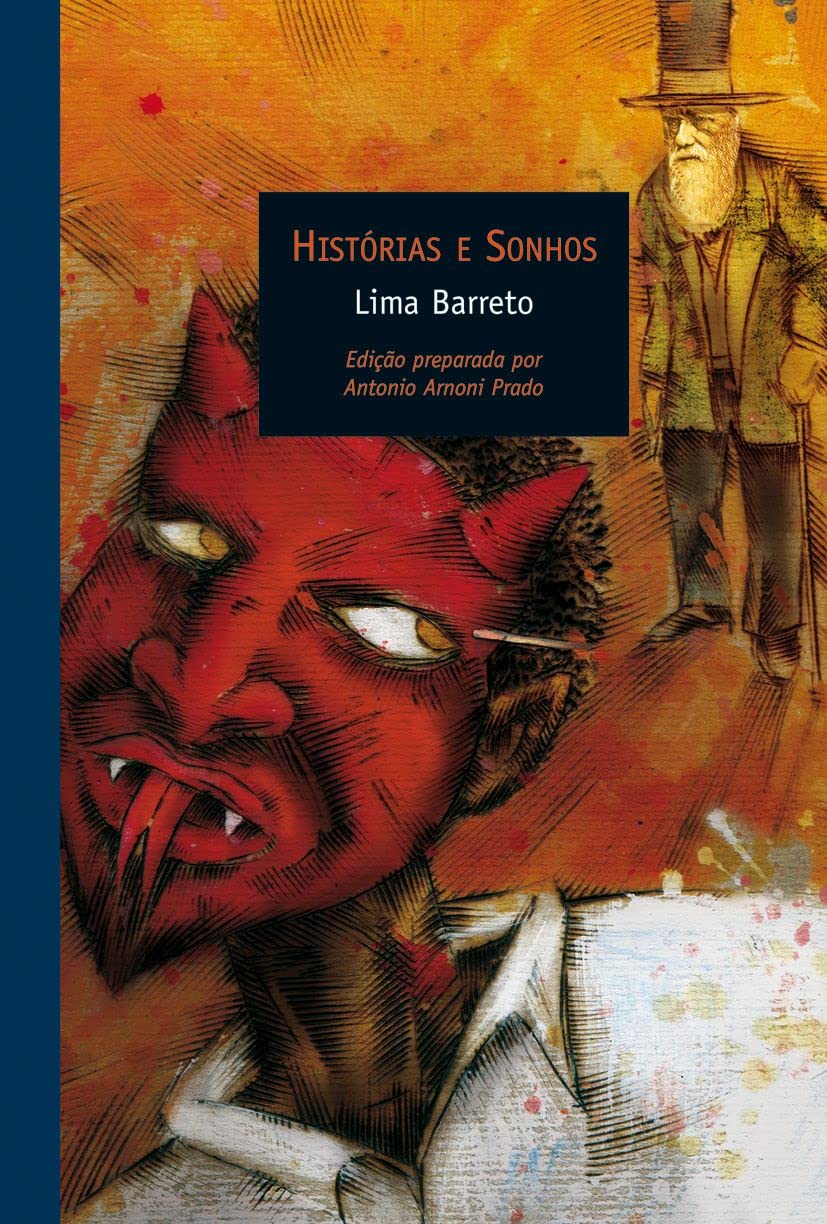 Histórias e Sonhos
Lima Barreto
Edição preparada por
Antonio Arnoni Prado